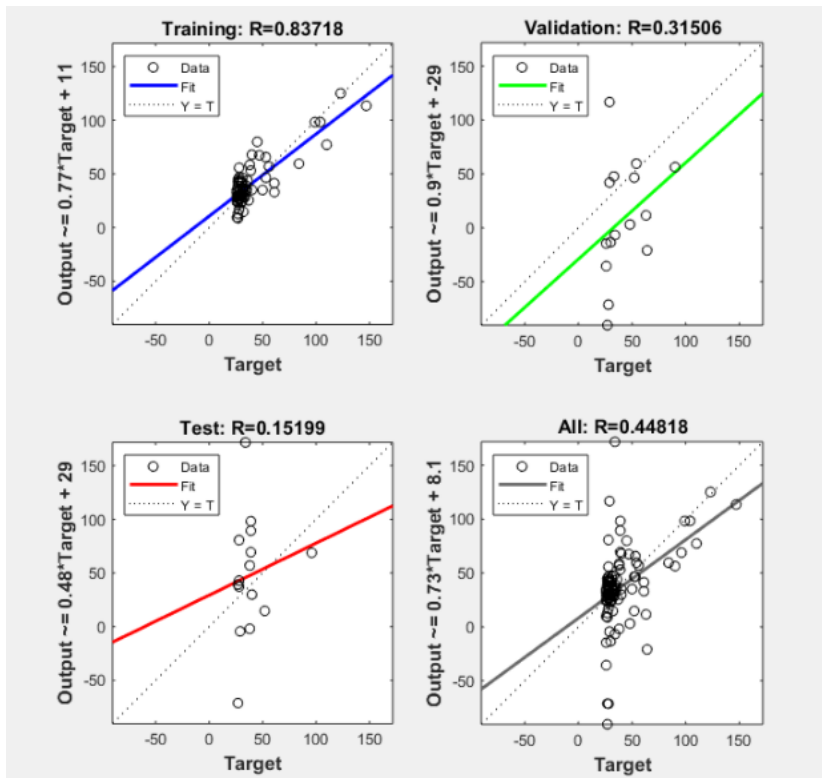 Training: R=0.83718
Output ~= 0.77*Target + 11
150
100
50
0
-50
Data
Fit
Y = T
-50 0 50 100 150
Target
Validation: R=0.31506
Output ~= 0.9*Target + -29
150
100
50
0
-50
Data
Fit
Y = T
-50 0 50 100 150
Target
Test: R=0.15199
Output ~= 0.48*Target + 29
150
100
50
0
-50
Data
Fit
Y = T
-50 0 50 100 150
Target
All: R=0.44818
Output ~= 0.73*Target + 8.1
150
100
50
0
-50
Data
Fit
Y = T
-50 0 50 100 150
Target